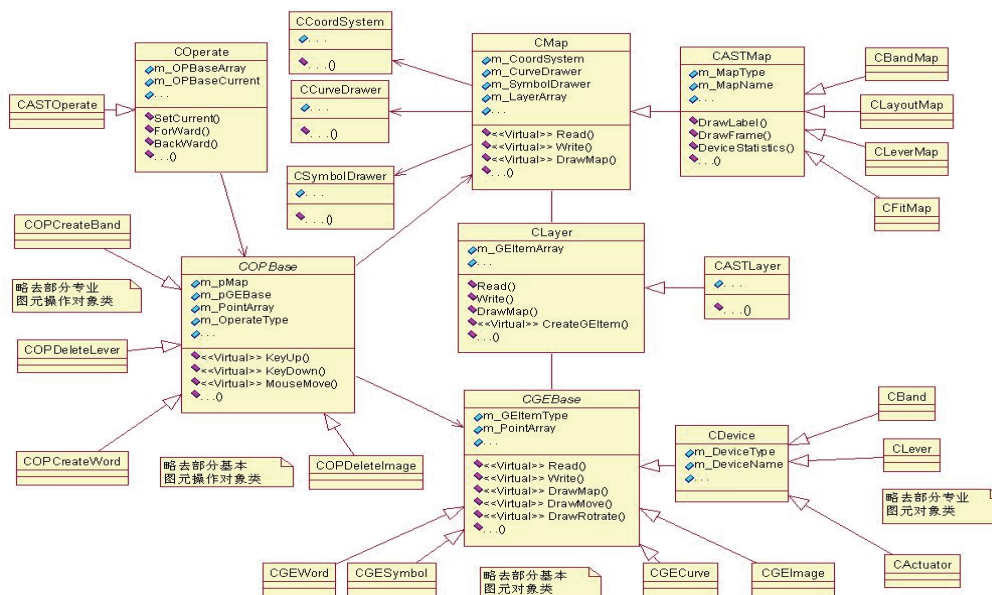 CCoordSystem
. . .
. . .()
COperate
m_OPBaseArray
m_OPBaseCurrent
. . .
SetCurrent()
ForWard()
BackWard()
. . .()
CASTOperate
CCurveDrawer
. . .
. . .()
CSymbolDrawer
. . .
. . .()
CMap
m_CoordSystem
m_CurveDrawer
m_SymbolDrawer
m_LayerArray
. . .
<<Virtual>> Read()
<<Virtual>> Write()
<<Virtual>> DrawMap()
. . .()
CASTMap
m_MapType
m_MapName
. . .
DrawLabel()
DrawFrame()
DeviceStatistics()
. . .()
CBandMap
CLayoutMap
CLeverMap
CFitMap
COPCreateBand
略去部分专业
图元操作对象类
COPDeleteLever
COPCreateWord
COPBase
m_pMap
m_pGEBase
m_PointArray
m_OperateType
. . .
<<Virtual>> KeyUp()
<<Virtual>> KeyDown()
<<Virtual>> MouseMove()
. . .()
略去部分基本
图元操作对象类
COPDeleteImage
CLayer
m_GEItemArray
. . .
Read()
Write()
DrawMap()
<<Virtual>> CreateGEItem()
. . .()
CASTLayer
. . .
. . .()
CGEBase
m_GEItemType
m_PointArray
. . .
<<Virtual>> Read()
<<Virtual>> Write()
<<Virtual>> DrawMap()
<<Virtual>> DrawMove()
<<Virtual>> DrawRotrate()
. . .()
CDevice
m_DeviceType
m_DeviceName
. . .
CBand
CLever
略去部分专业
图元对象类
CActuator
CGEWord
CGESymbol
略去部分基本
图元对象类
CGECurve
CGEImage